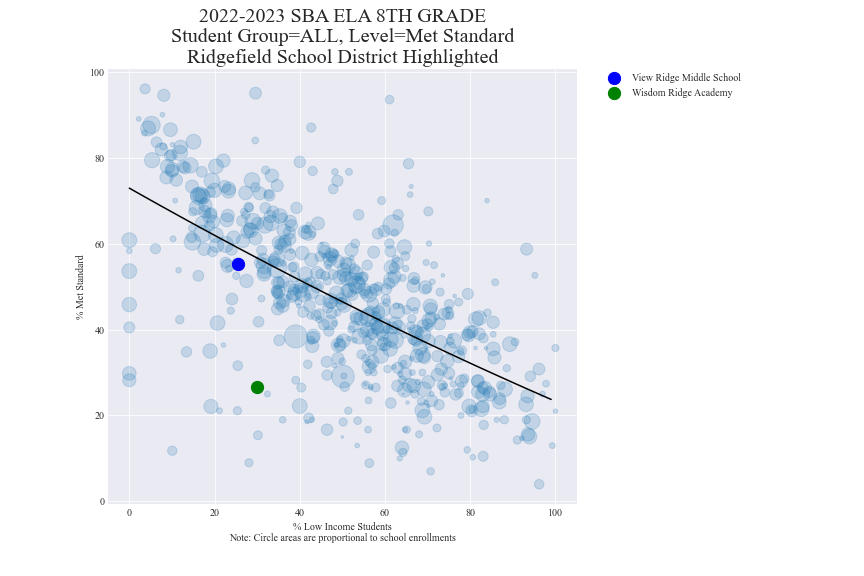 2022-2023 SBA ELA 8TH GRADE
Student Group=ALL, Level=Met Standard
Ridgefield School District Highlighted
View Ridge Middle School
Wisdom Ridge Academy
% Met Standard
100
80
60
40
20
0
0 20 40 60 80 100
% Low Income Students
Note: Circle areas are proportional to school enrollments